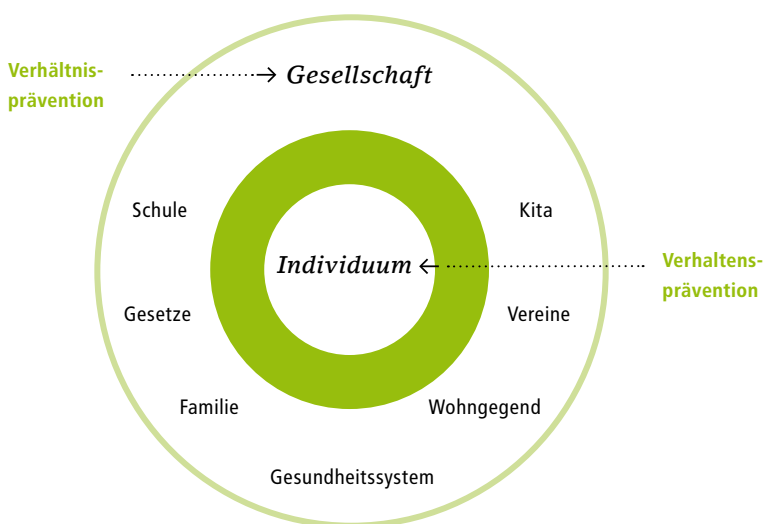 Verhältnis-
prävention
Gesellschaft
Schule
Kita
Individuum
Verhaltens-
prävention
Gesetze
Vereine
Familie
Wohngegend
Gesundheitssystem